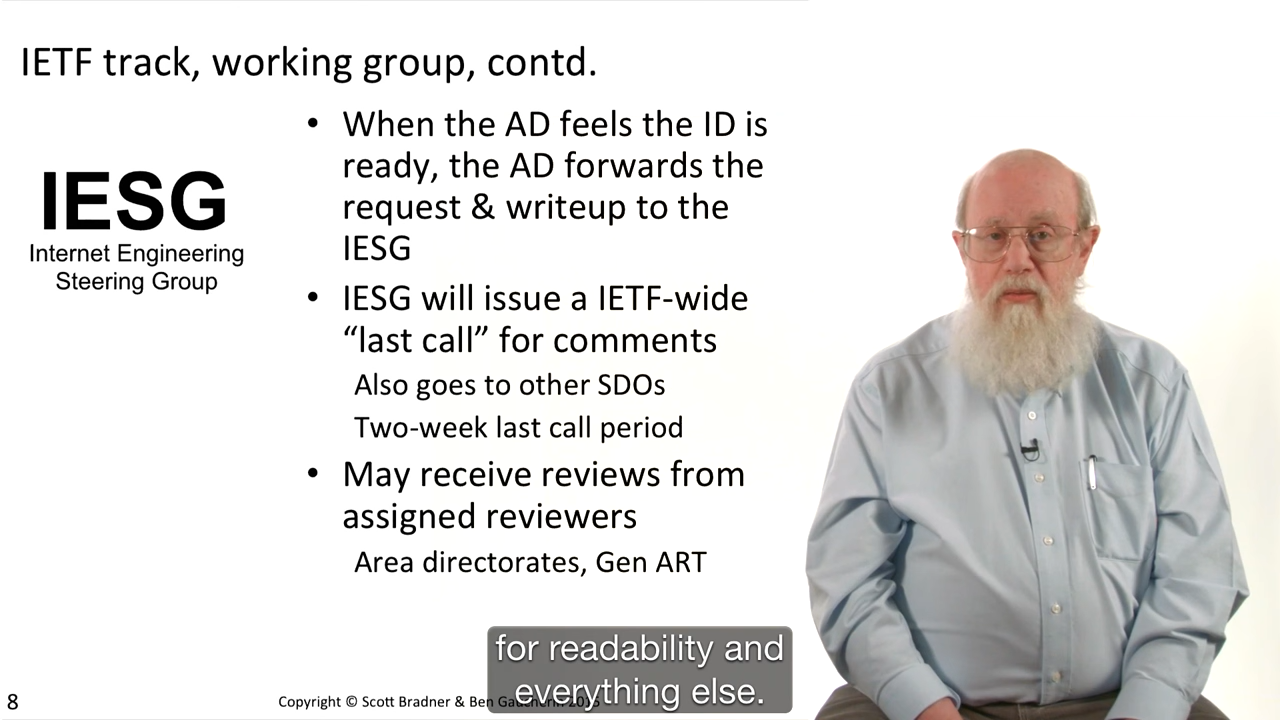 IETF track, working group, contd.
IESG
Internet Engineering
Steering Group
• When the AD feels the ID is
ready, the AD forwards the
request & writeup to the
IESG
• IESG will issue a IETF-wide
“last call” for comments
Also goes to other SDOs
Two-week last call period
• May receive reviews from
assigned reviewers
Area directorates, Gen ART
for readability and
everything else.
8
Copyright © Scott Bradner & Ben